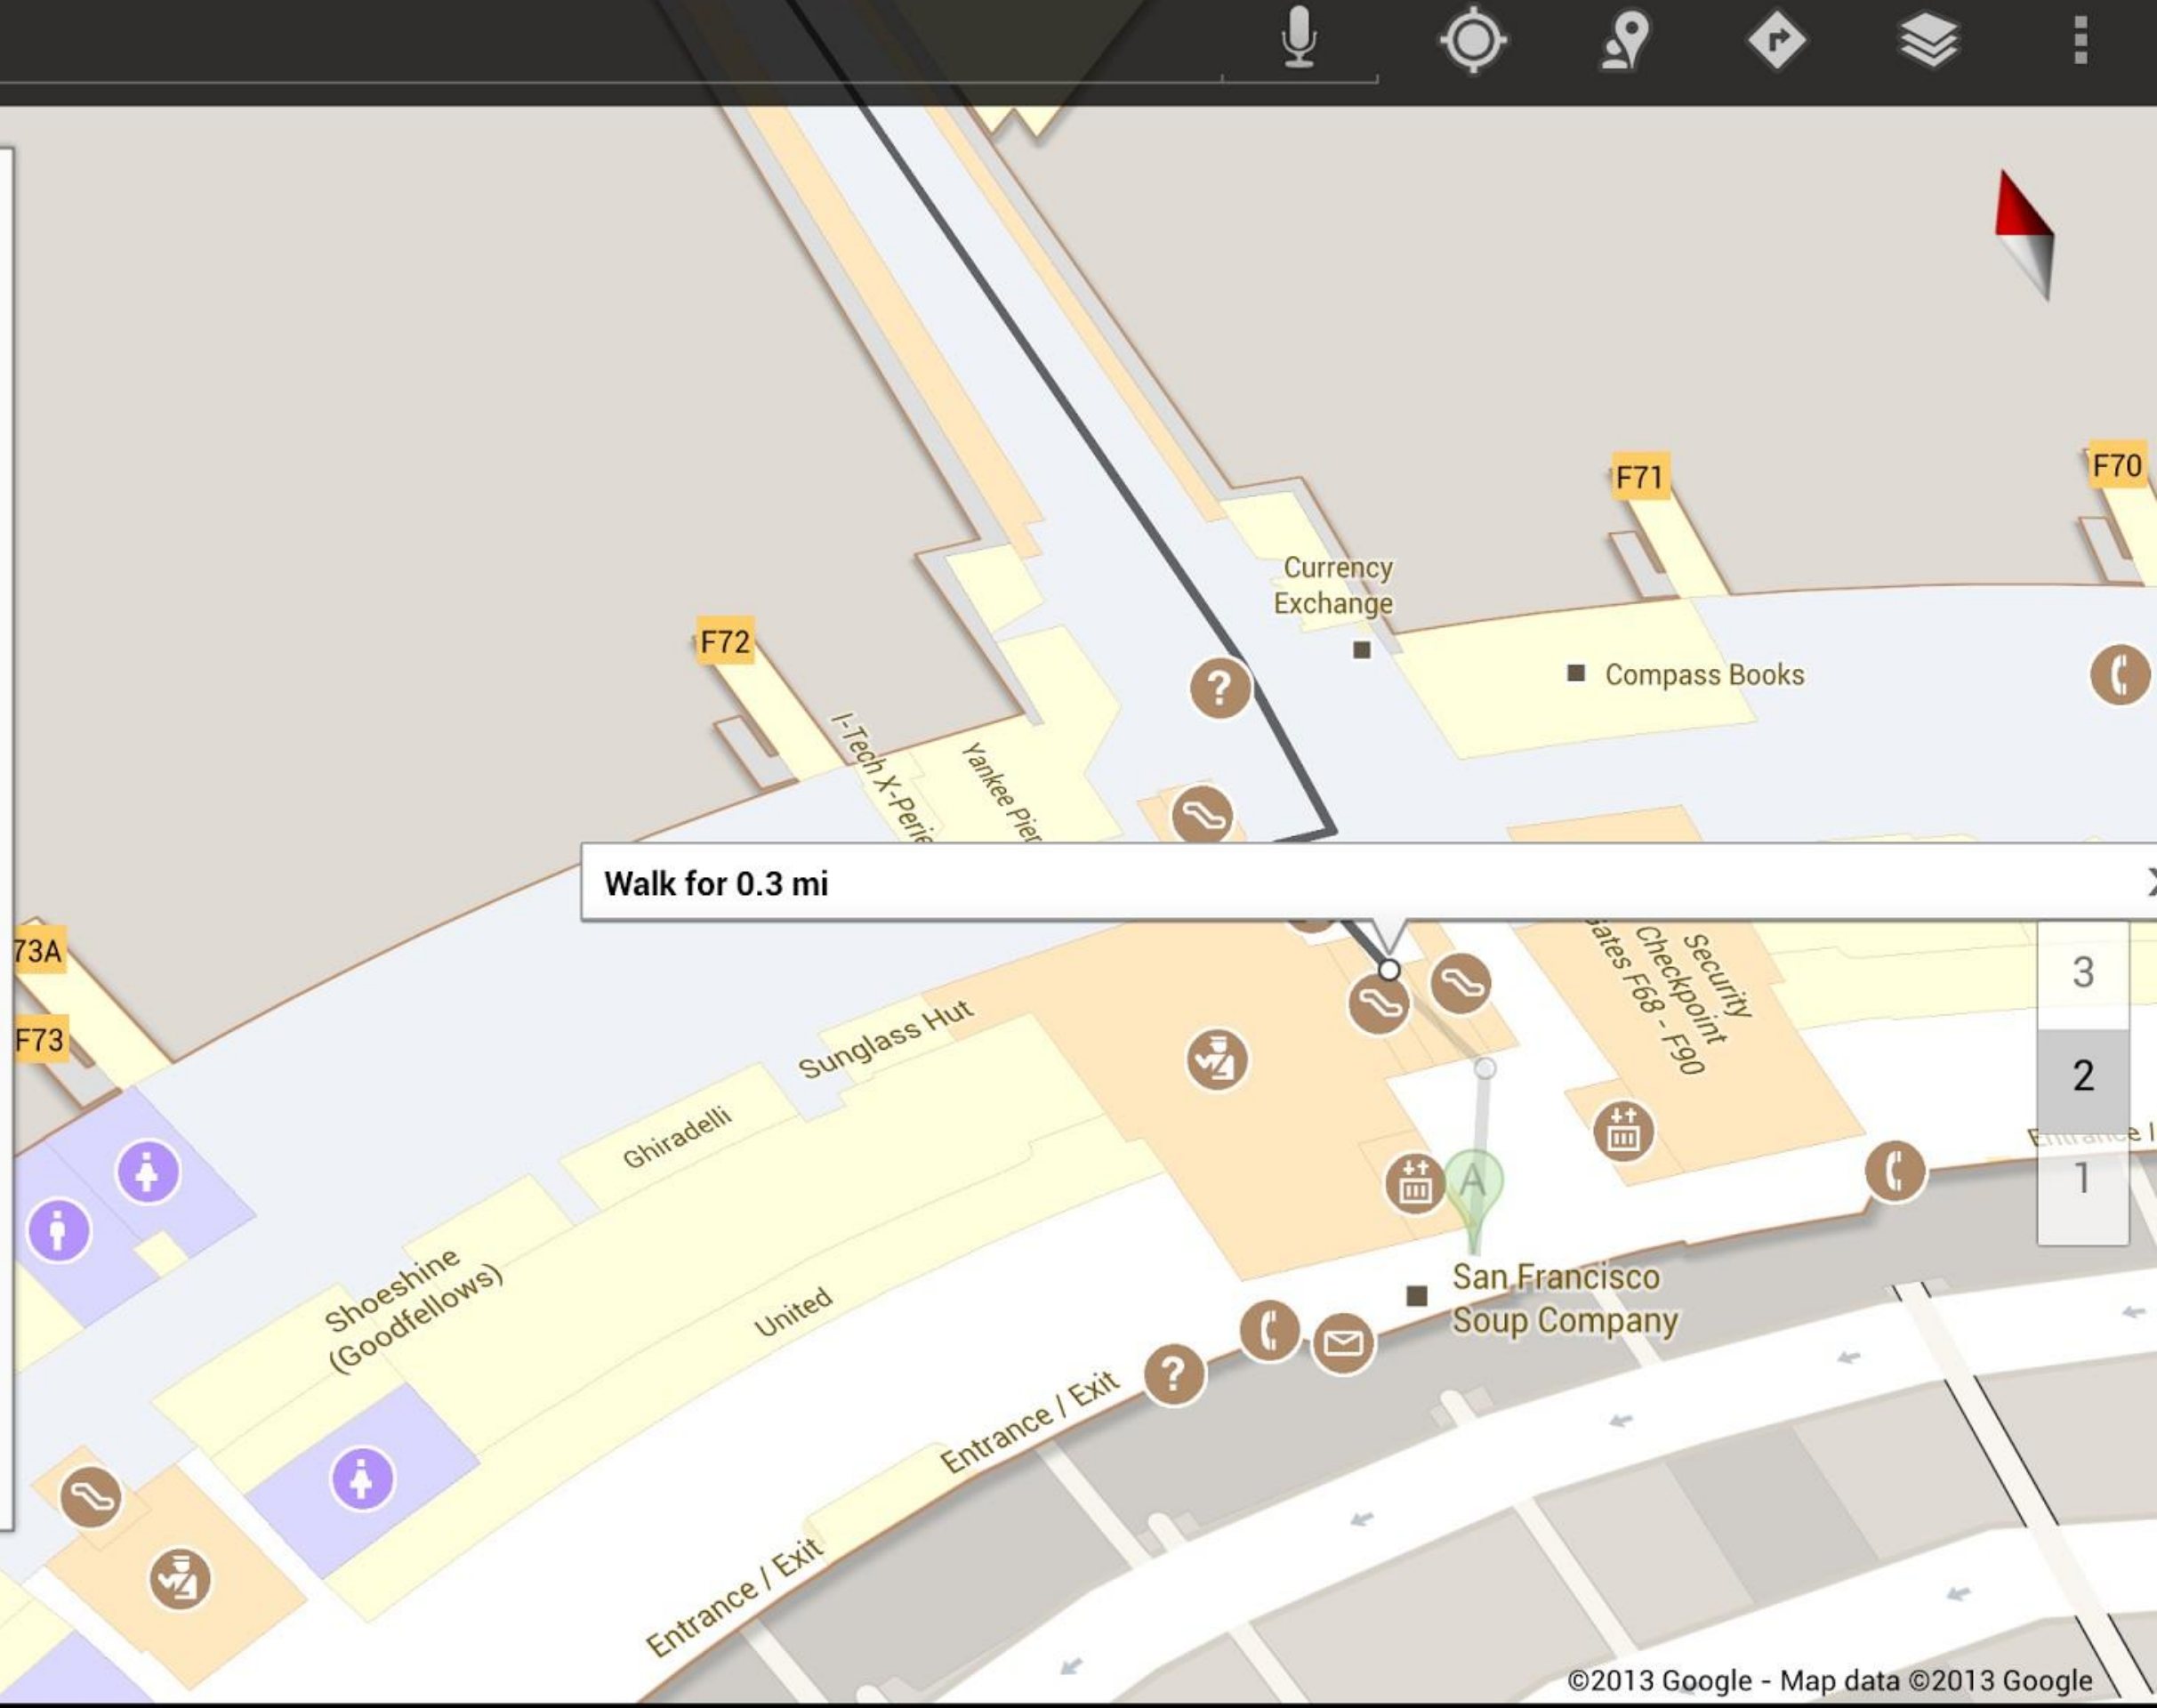 F71
F70
Currency
Exchange
F72
Compass Books
I-Tech X-Perie
Yankee Pier
Walk for 0.3 mi
X
73A
F73
Sunglass Hut
Security
Checkpoint
Gates F68 - F90
3
2
1
Ghiradelli
A
Entrance
Shoeshine
(Goodfellows)
United
San Francisco
Soup Company
Entrance / Exit
Entrance / Exit
©2013 Google - Map data ©2013 Google